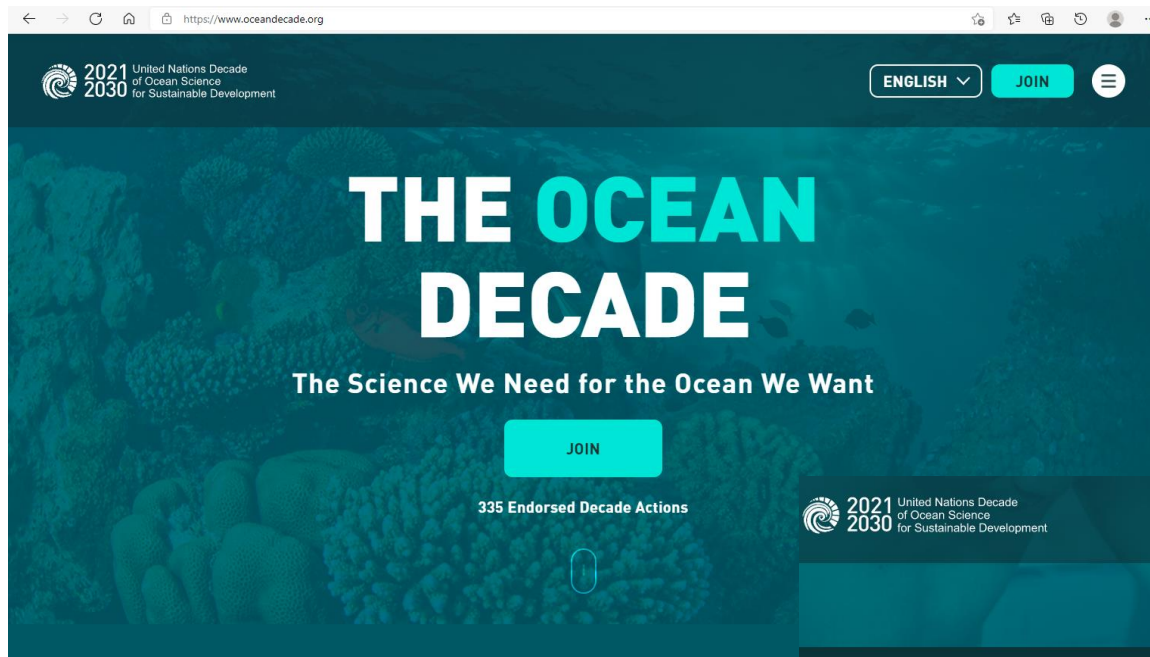 https://www.oceandecade.org
2021 United Nations Decade
of Ocean Science
2030 for Sustainable Development
ENGLISH
JOIN
THE OCEAN
DECADE
The Science We Need for the Ocean We Want
JOIN
335 Endorsed Decade Actions
2021 United Nations Decade
of Ocean Science
2030 for Sustainable Development